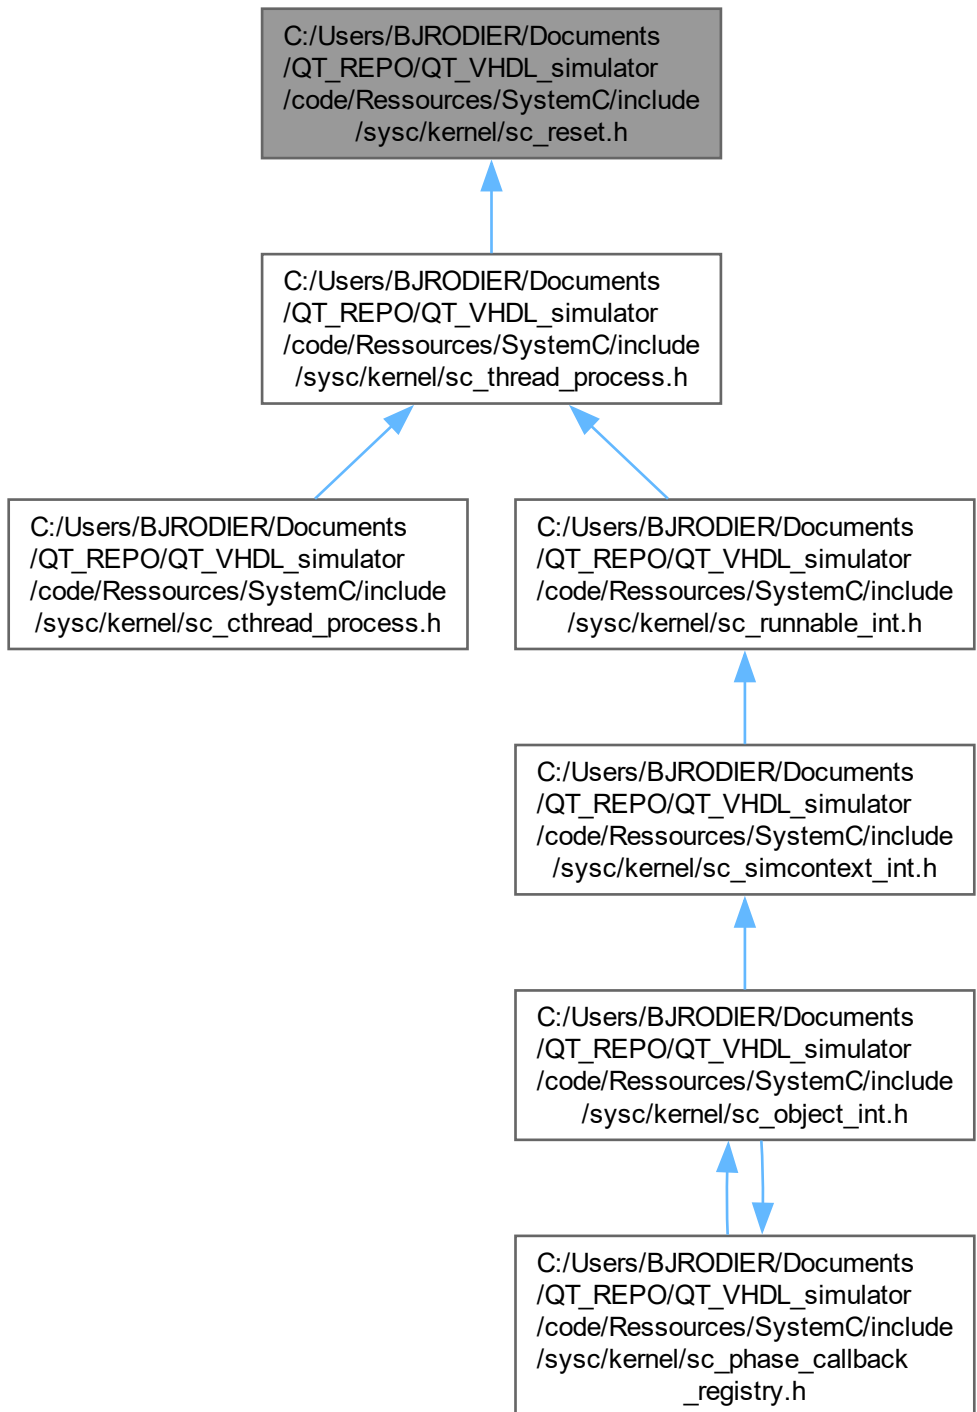 C:/Users/BJRODIER/Documents
/QT_REPO/QT_VHDL_simulator
/code/Ressources/SystemC/include
/sysc/kernel/sc_reset.h
C:/Users/BJRODIER/Documents
/QT_REPO/QT_VHDL_simulator
/code/Ressources/SystemC/include
/sysc/kernel/sc_thread_process.h
C:/Users/BJRODIER/Documents
/QT_REPO/QT_VHDL_simulator
/code/Ressources/SystemC/include
/sysc/kernel/sc_cthread_process.h
C:/Users/BJRODIER/Documents
/QT_REPO/QT_VHDL_simulator
/code/Ressources/SystemC/include
/sysc/kernel/sc_runnable_int.h
C:/Users/BJRODIER/Documents
/QT_REPO/QT_VHDL_simulator
/code/Ressources/SystemC/include
/sysc/kernel/sc_simcontext_int.h
C:/Users/BJRODIER/Documents
/QT_REPO/QT_VHDL_simulator
/code/Ressources/SystemC/include
/sysc/kernel/sc_object_int.h
C:/Users/BJRODIER/Documents
/QT_REPO/QT_VHDL_simulator
/code/Ressources/SystemC/include
/sysc/kernel/sc_phase_callback
_registry.h